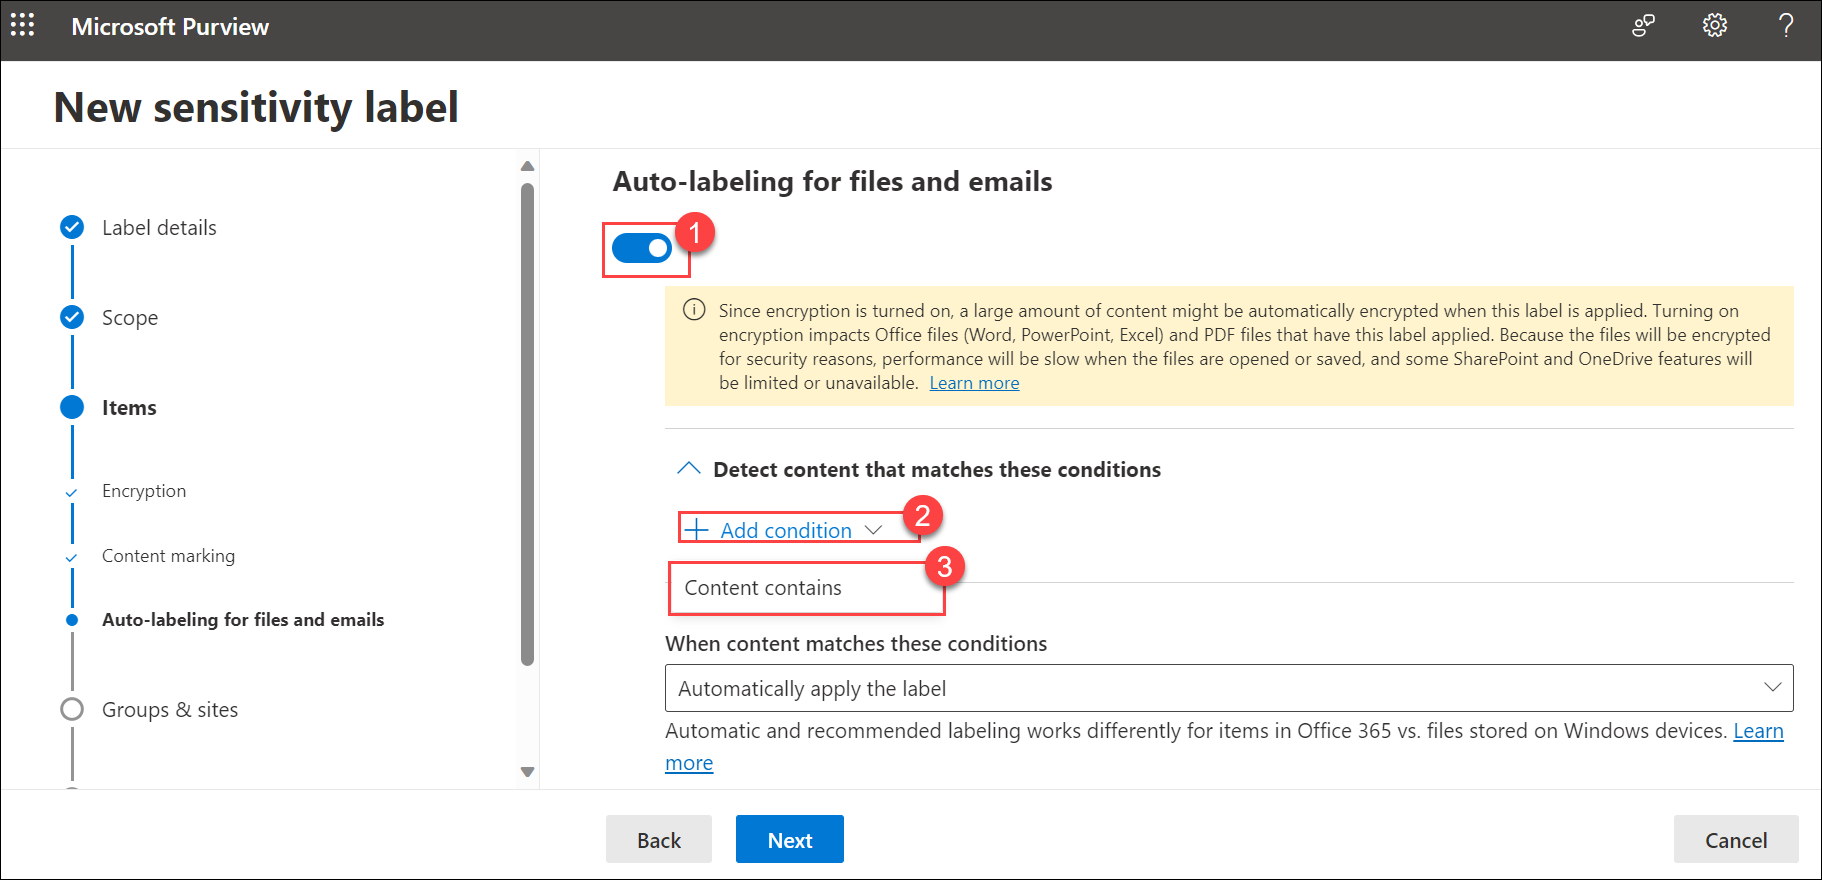 Microsoft Purview
?
New sensitivity label
Label details
Scope
Items
Encryption
Content marking
Auto-labeling for files and emails
Groups & sites
Auto-labeling for files and emails
1
Since encryption is turned on, a large amount of content might be automatically encrypted when this label is applied. Turning on
encryption impacts Office files (Word, PowerPoint, Excel) and PDF files that have this label applied. Because the files will be encrypted
for security reasons, performance will be slow when the files are opened or saved, and some SharePoint and OneDrive features will
be limited or unavailable. Learn more
Detect content that matches these conditions
+ Add condition
2
Content contains
3
When content matches these conditions
Automatically apply the label
Automatic and recommended labeling works differently for items in Office 365 vs. files stored on Windows devices. Learn
more
Back
Next
Cancel